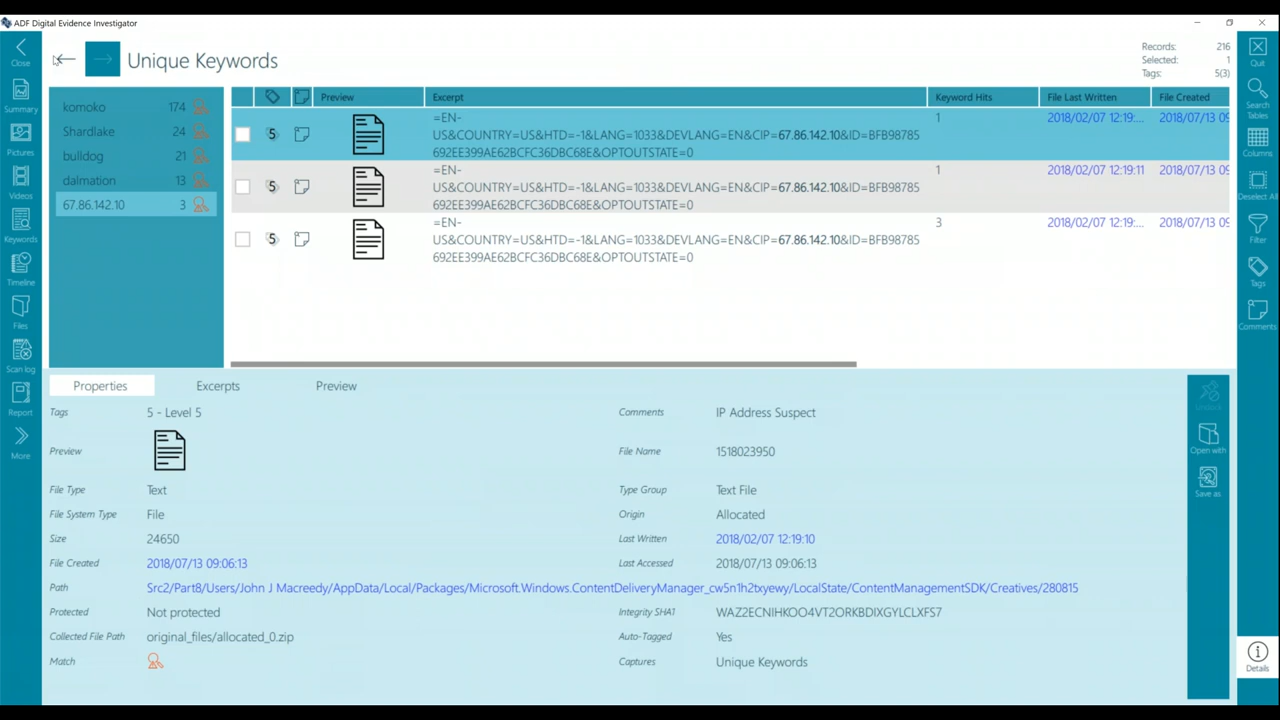 ADF Digital Evidence Investigator
Close
Unique Keywords
Records: 216
Selected: 1
Tags: 5(3)
Quit
Summary
Pictures
Videos
Keywords
Timeline
Files
Scan log
Report
More
komoko 174
Shardlake 24
bulldog 21
dalmation 13
67.86.142.10 3
Preview Excerpt Keyword Hits File Last Written File Created
5 =EN-
US&COUNTRY=US&HTD=-1&LANG=1033&DEVLANG=EN&CIP=67.86.142.10&ID=BFB98785
692EE399AE62BCFC36DBC68E&OPTOUTSTATE=0
1 2018/02/07 12:19:... 2018/07/13 09
5 =EN-
US&COUNTRY=US&HTD=-1&LANG=1033&DEVLANG=EN&CIP=67.86.142.10&ID=BFB98785
692EE399AE62BCFC36DBC68E&OPTOUTSTATE=0
1 2018/02/07 12:19:11 2018/07/13 09
5 =EN-
US&COUNTRY=US&HTD=-1&LANG=1033&DEVLANG=EN&CIP=67.86.142.10&ID=BFB98785
692EE399AE62BCFC36DBC68E&OPTOUTSTATE=0
3 2018/02/07 12:19:... 2018/07/13 09
Search
Tables
Columns
Deselect All
Filter
Tags
Comments
Properties Excerpts Preview
Tags 5 - Level 5 Comments IP Address Suspect
Preview File Name 1518023950
File Type Text Type Group Text File
File System Type File Origin Allocated
Size 24650 Last Written 2018/02/07 12:19:10
File Created 2018/07/13 09:06:13 Last Accessed 2018/07/13 09:06:13
Path Src2/Part8/Users/John J Macreedy/AppData/Local/Packages/Microsoft.Windows.ContentDeliveryManager_cw5n1h2txyewy/LocalState/ContentManagementSDK/Creatives/280815
Protected Not protected Integrity SHA1 WAZ2ECNIHKOO4VT2ORKBDIXGYLCLXFS7
Collected File Path original_files/allocated_0.zip Auto-Tagged Yes
Match Captures Unique Keywords
Open with
Save as
Details